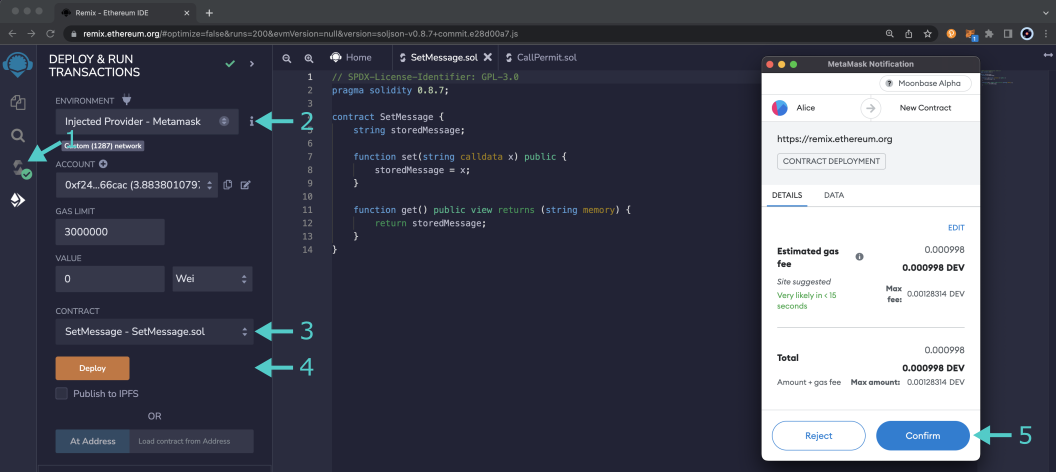 Remix - Ethereum IDE
remix.ethereum.org/#optimize=false&runs=200&evmVersion=null&version=soljson-v0.8.7+commit.e28d00a7.js
DEPLOY & RUN
TRANSACTIONS
ENVIRONMENT
Injected Provider - Metamask
2
1
Custom (1287) network
ACCOUNT
0xf24...66cac (3.883801079
GAS LIMIT
3000000
VALUE
0
Wei
CONTRACT
SetMessage - SetMessage.sol
3
Deploy
4
Publish to IPFS
OR
At Address
Load contract from Address
Home
SetMessage.sol
CallPermit.sol
1 // SPDX-License-Identifier: GPL-3.0
2 pragma solidity 0.8.7;
3
contract SetMessage {
5 string storedMessage;
6
7 function set(string calldata x) public {
8 storedMessage = x;
9 }
10
11 function get() public view returns (string memory) {
12 return storedMessage;
13 }
14 }
MetaMask Notification
Moonbase Alpha
Alice
New Contract
https://remix.ethereum.org
CONTRACT DEPLOYMENT
DETAILS
DATA
EDIT
Estimated gas
fee
0.000998
0.000998 DEV
Site suggested
Very likely in < 15
seconds
Max
fee:
0.00128314 DEV
Total
0.000998
0.000998 DEV
Amount + gas fee
Max amount: 0.00128314 DEV
Reject
Confirm
5